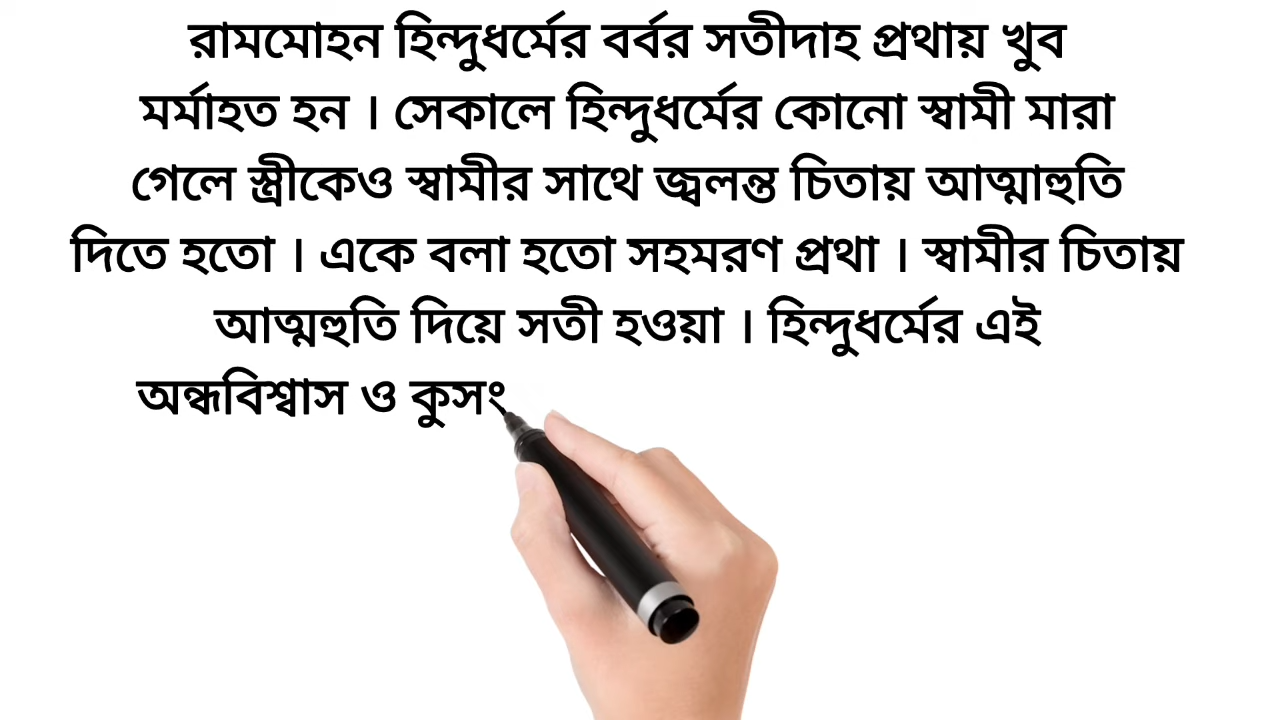 রামমোহন হিন্দুধর্মের বর্বর সতীদাহ প্রথায় খুব
মর্মাহত হন । সেকালে হিন্দুধর্মের কোনো স্বামী মারা
গেলে স্ত্রীকেও স্বামীর সাথে জ্বলন্ত চিতায় আত্মাহুতি
দিতে হতো । একে বলা হতো সহমরণ প্রথা । স্বামীর চিতায়
আত্মহুতি দিয়ে সতী হওয়া । হিন্দুধর্মের এই
অন্ধবিশ্বাস ও কুসং